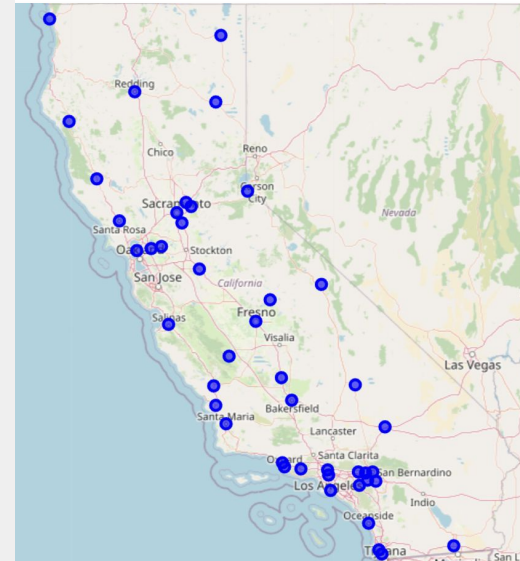 Redding
Chico
Reno
Carson
City
Sacramento
Nevada
Santa Rosa
Stockton
San Jose
California
Salinas
Fresno
Visalia
Las Vegas
Bakersfield
Santa Maria
Lancaster
Oxnard
Santa Clarita
San Bernardino
Los Angeles
Indio
Oceanside
Tijuana
San L